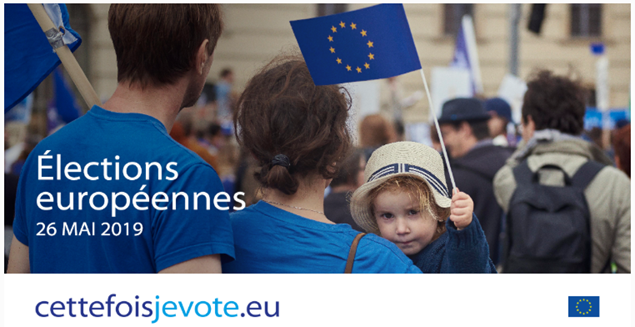 Élections
européennes
26 MAI 2019
cettefoisjevote.eu